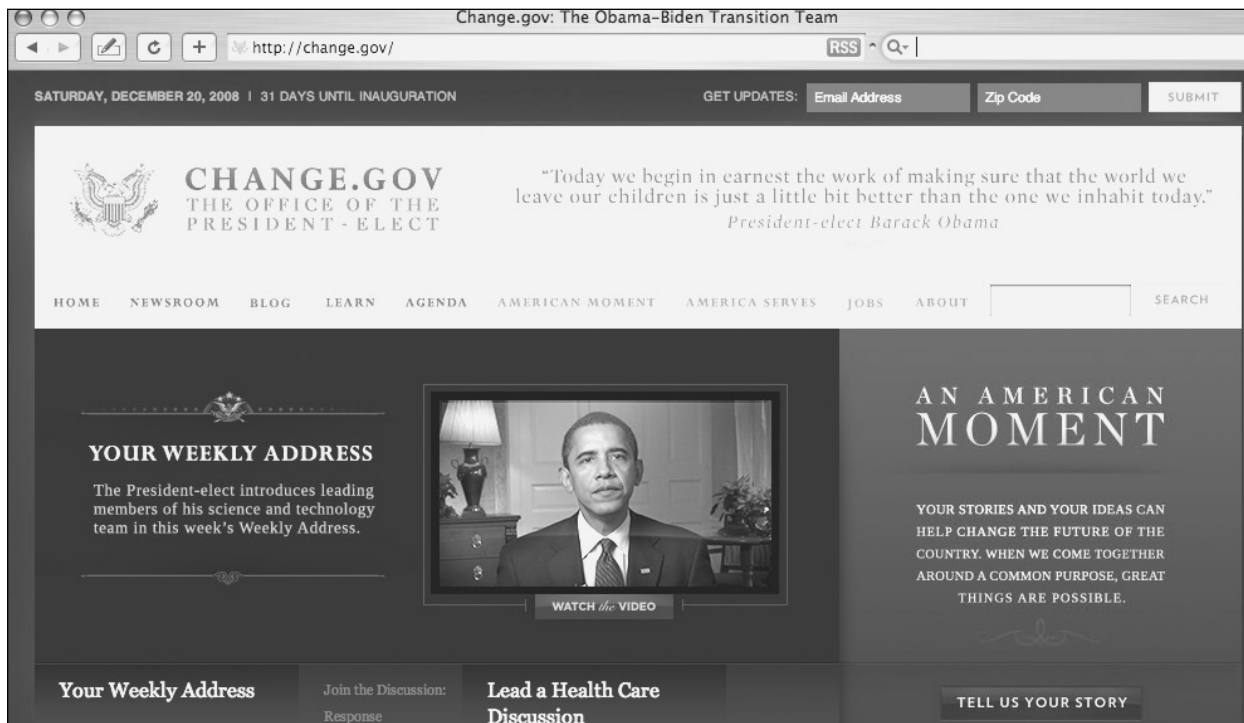 Change.gov: The Obama-Biden Transition Team
http://change.gov/
RSS
SATURDAY, DECEMBER 20, 2008 | 31 DAYS UNTIL INAUGURATION
GET UPDATES: Email Address Zip Code SUBMIT
CHANGE.GOV
THE OFFICE OF THE
PRESIDENT-ELECT
“Today we begin in earnest the work of making sure that the world we
leave our children is just a little bit better than the one we inhabit today.”
President-elect Barack Obama
HOME NEWSROOM BLOG LEARN AGENDA AMERICAN MOMENT AMERICA SERVES JOBS ABOUT SEARCH
YOUR WEEKLY ADDRESS
The President-elect introduces leading
members of his science and technology
team in this week’s Weekly Address.
WATCH the VIDEO
AN AMERICAN
MOMENT
YOUR STORIES AND YOUR IDEAS CAN
HELP CHANGE THE FUTURE OF THE
COUNTRY. WHEN WE COME TOGETHER
AROUND A COMMON PURPOSE, GREAT
THINGS ARE POSSIBLE.
Your Weekly Address
Join the Discussion:
Response
Lead a Health Care
Discussion
TELL US YOUR STORY